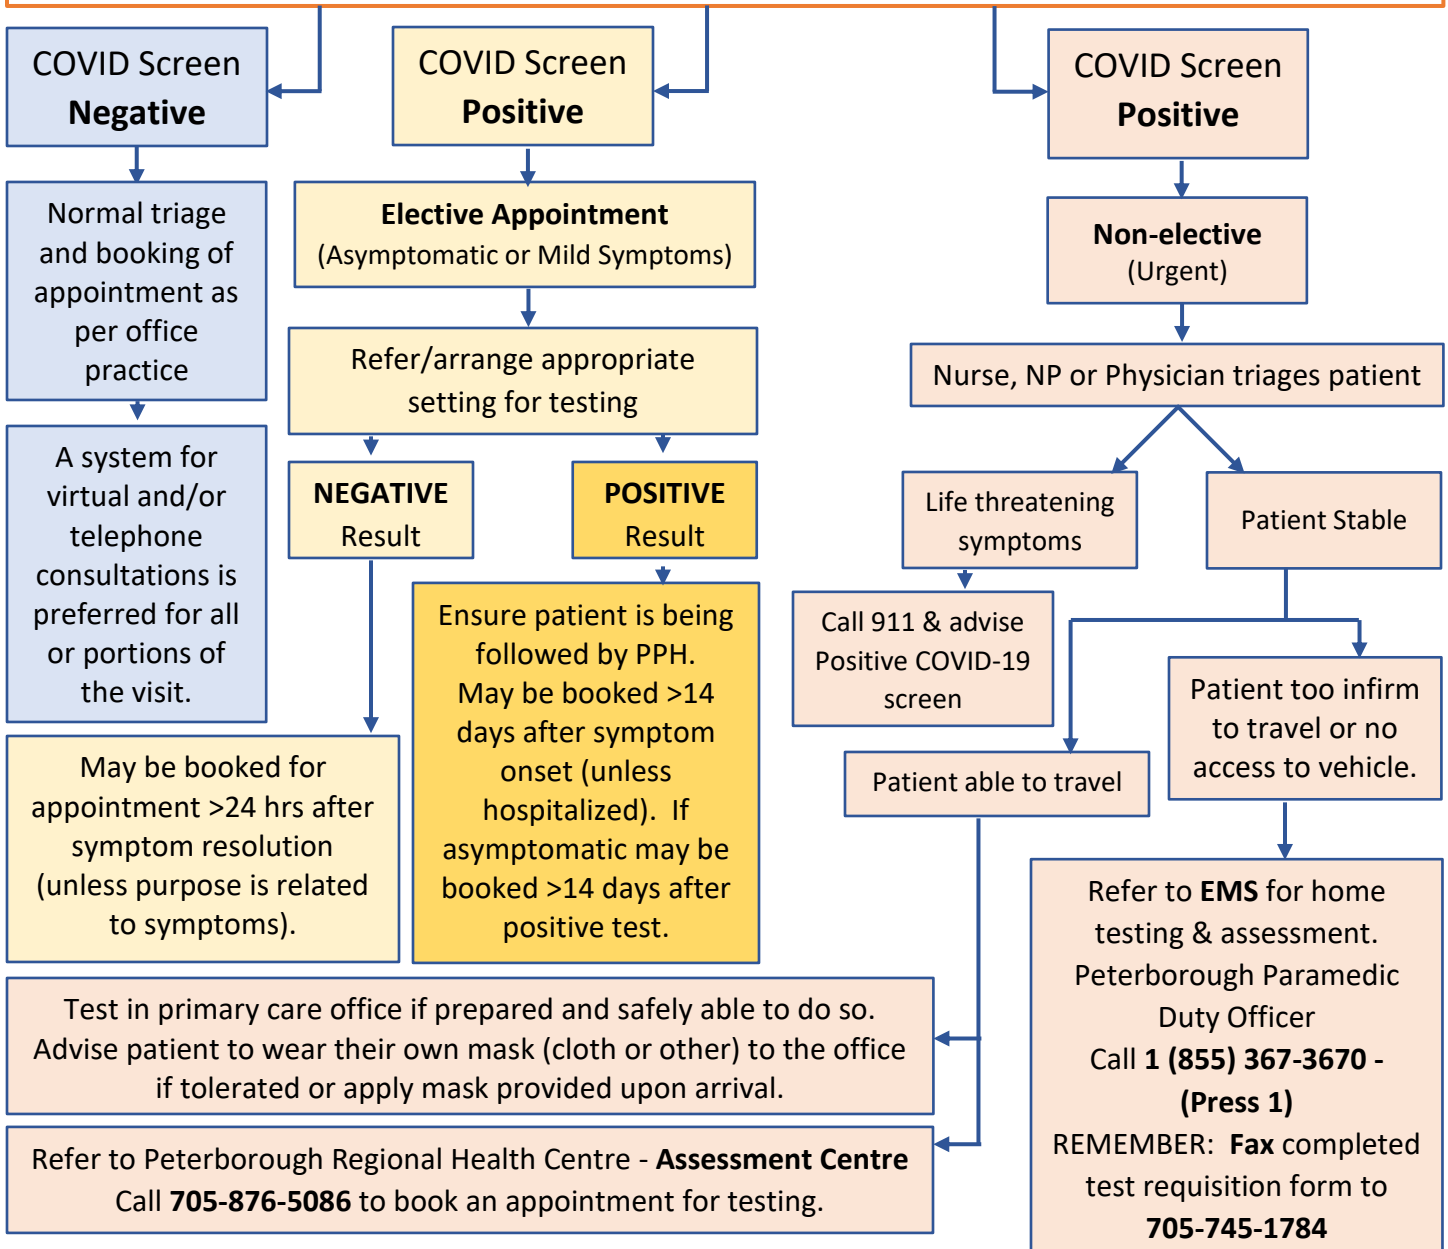 COVID Screen
Negative
Normal triage
and booking of
appointment as
per office
practice
A system for
virtual and/or
telephone
consultations is
preferred for all
or portions of
the visit.
COVID Screen
Positive
Elective Appointment
(Asymptomatic or Mild Symptoms)
Refer/arrange appropriate
setting for testing
NEGATIVE
Result
May be booked for
appointment >24 hrs after
symptom resolution
(unless purpose is related
to symptoms).
POSITIVE
Result
Ensure patient is being
followed by PPH.
May be booked >14
days after symptom
onset (unless
hospitalized).  If
asymptomatic may be
booked >14 days after
positive test.
COVID Screen
Positive
Non-elective
(Urgent)
Nurse, NP or Physician triages patient
Life threatening
symptoms
Call 911 & advise
Positive COVID-19
screen
Patient Stable
Patient able to travel
Test in primary care office if prepared and safely able to do so.
Advise patient to wear their own mask (cloth or other) to the office
if tolerated or apply mask provided upon arrival.
Refer to Peterborough Regional Health Centre - Assessment Centre
Call 705-876-5086 to book an appointment for testing.
Patient too infirm
to travel or no
access to vehicle.
Refer to EMS for home
testing & assessment.
Peterborough Paramedic
Duty Officer
Call 1 (855) 367-3670 -
(Press 1)
REMEMBER:  Fax completed
test requisition form to
705-745-1784